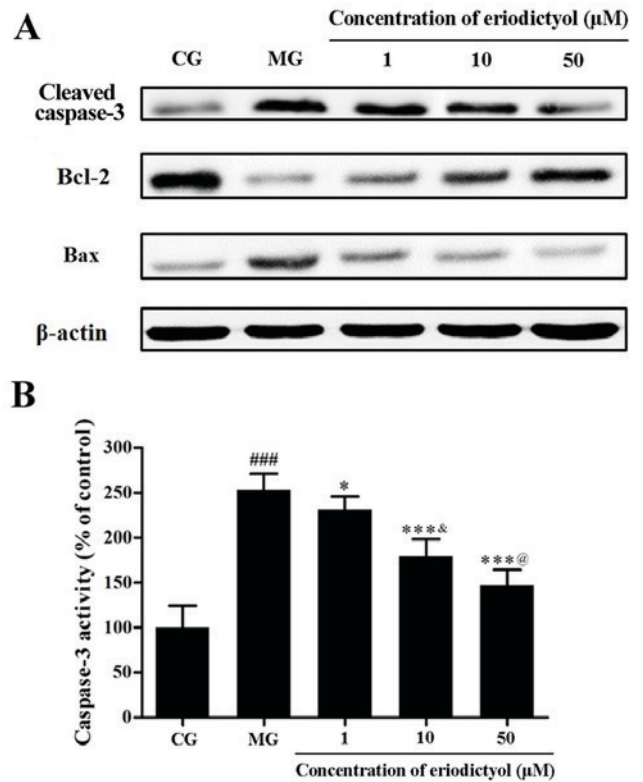 A
Concentration of eriodictyol (μM)
CG MG 1 10 50
Cleaved
caspase-3
Bcl-2
Bax
β-actin
B
Caspase-3 activity (% of control)
300
250
200
150
100
50
0
###
*
***&
***@
CG MG 1 10 50
Concentration of eriodictyol (μM)